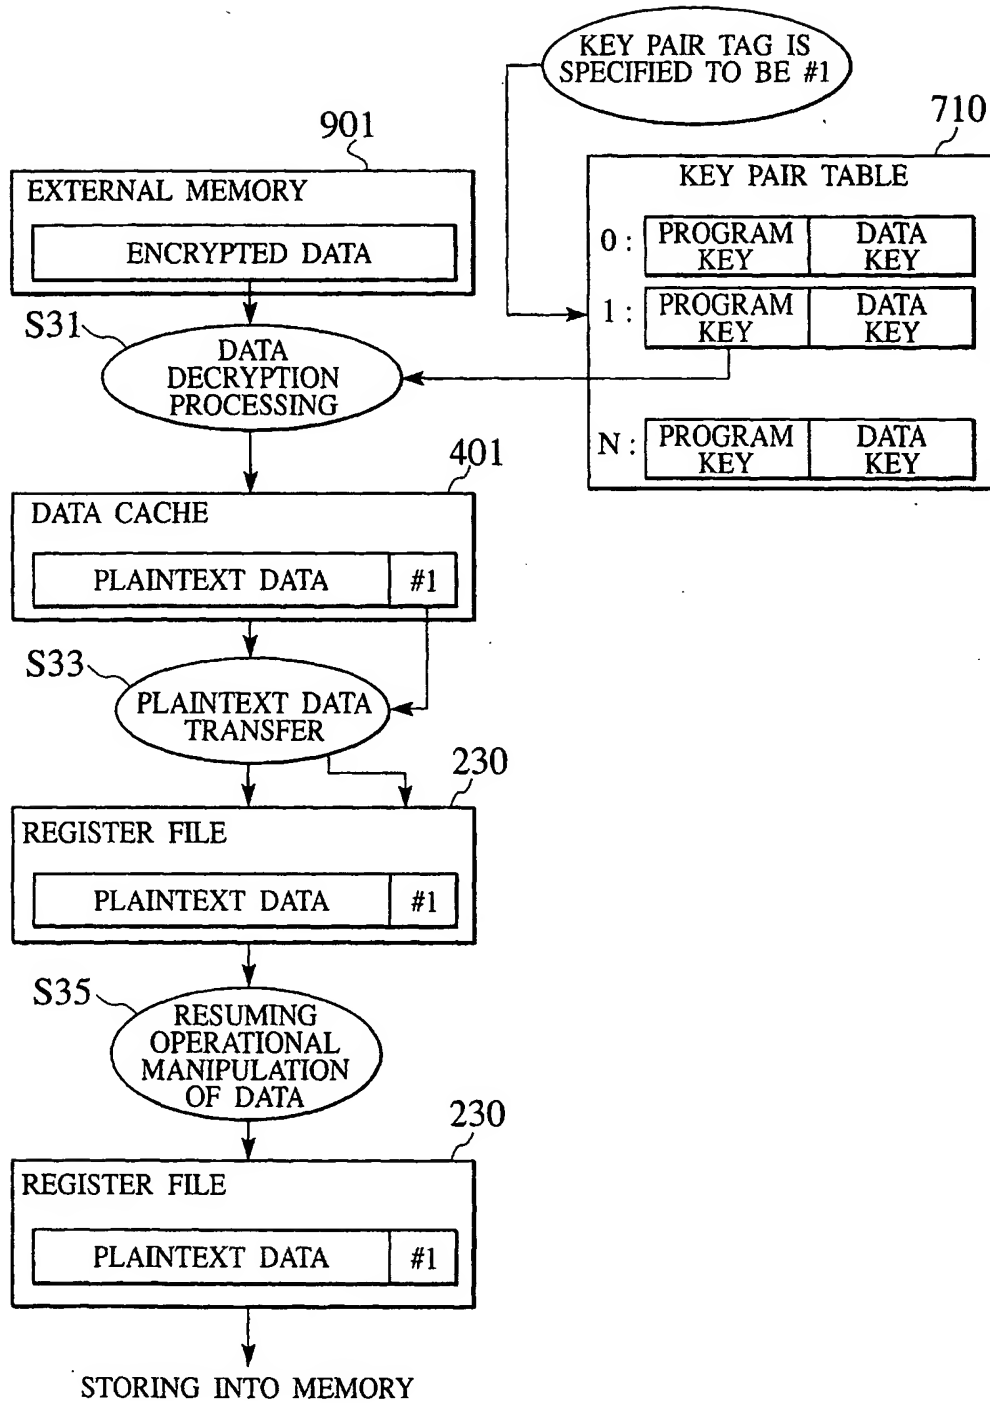 KEY PAIR TAG IS
SPECIFIED TO BE #1
710
KEY PAIR TABLE
0 : PROGRAM KEY DATA KEY
1 : PROGRAM KEY DATA KEY
N : PROGRAM KEY DATA KEY
901
EXTERNAL MEMORY
ENCRYPTED DATA
S31
DATA
DECRYPTION
PROCESSING
401
DATA CACHE
PLAINTEXT DATA #1
S33
PLAINTEXT DATA
TRANSFER
230
REGISTER FILE
PLAINTEXT DATA #1
S35
RESUMING
OPERATIONAL
MANIPULATION
OF DATA
230
REGISTER FILE
PLAINTEXT DATA #1
STORING INTO MEMORY